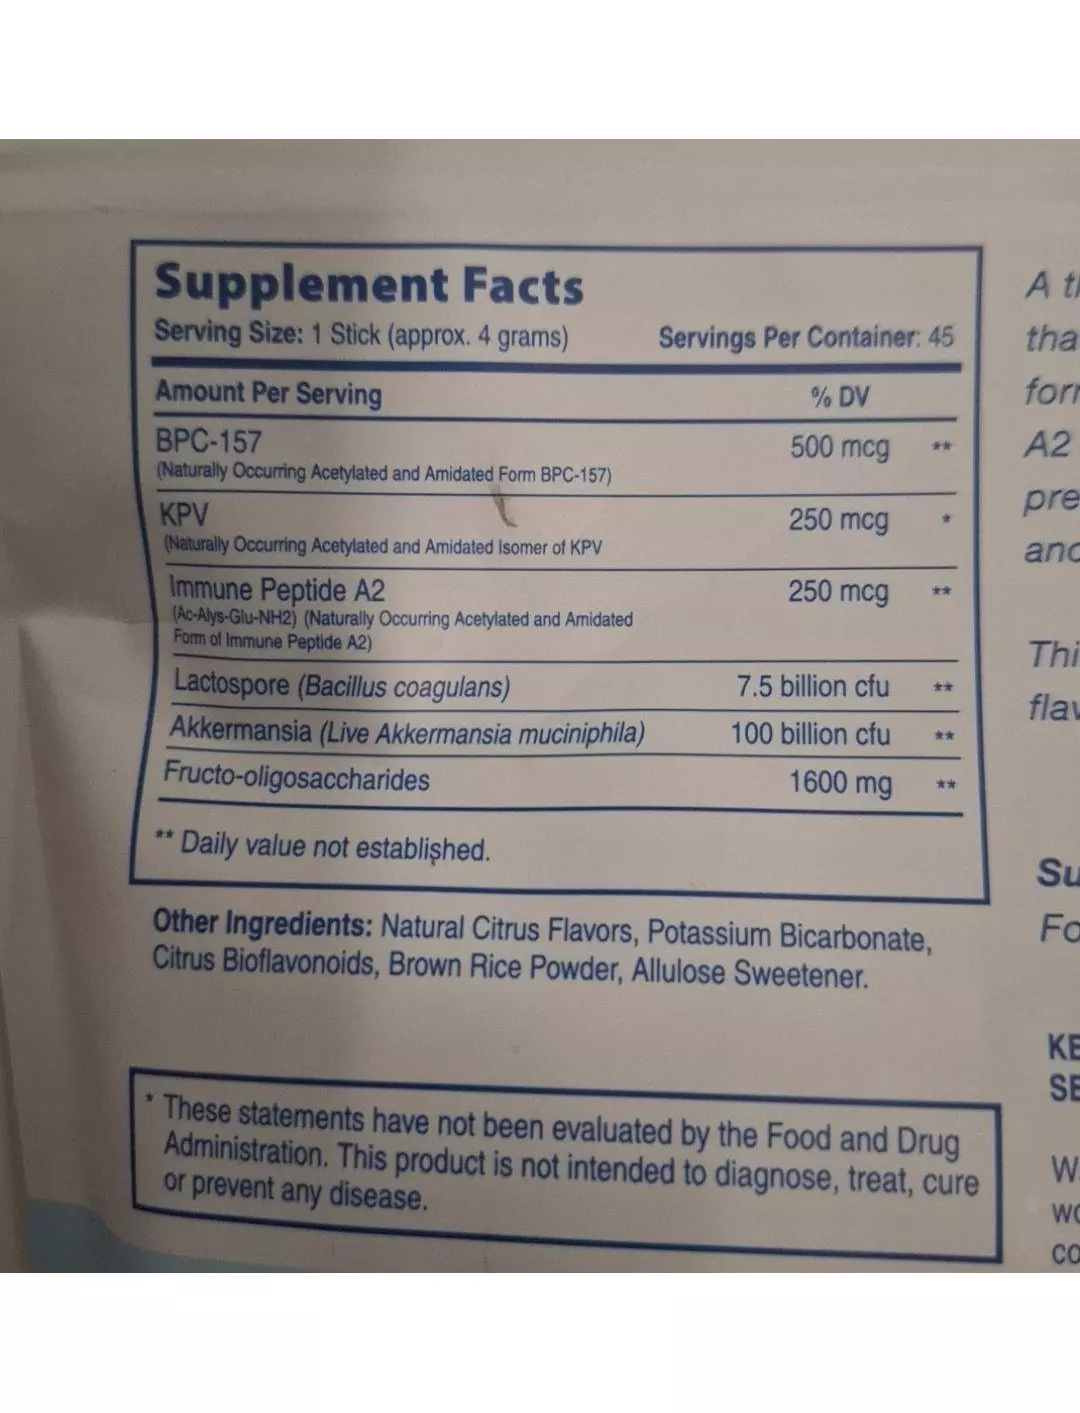 Supplement Facts
Serving Size: 1 Stick (approx. 4 grams) Servings Per Container: 45
Amount Per Serving % DV
BPC-157 500 mcg **
(Naturally Occurring Acetylated and Amidated Form BPC-157)
KPV 250 mcg *
(Naturally Occurring Acetylated and Amidated Isomer of KPV
Immune Peptide A2 250 mcg **
(Ac-Alys-Glu-NH2) (Naturally Occurring Acetylated and Amidated
Form of Immune Peptide A2)
Lactospore (Bacillus coagulans) 7.5 billion cfu **
Akkermansia (Live Akkermansia muciniphila) 100 billion cfu **
Fructo-oligosaccharides 1600 mg **
** Daily value not established.
Other Ingredients: Natural Citrus Flavors, Potassium Bicarbonate,
Citrus Bioflavonoids, Brown Rice Powder, Allulose Sweetener.
* These statements have not been evaluated by the Food and Drug
Administration. This product is not intended to diagnose, treat, cure
or prevent any disease.
A
tha
A2
pre
Thi
flav
Su
Fo
KE
SE